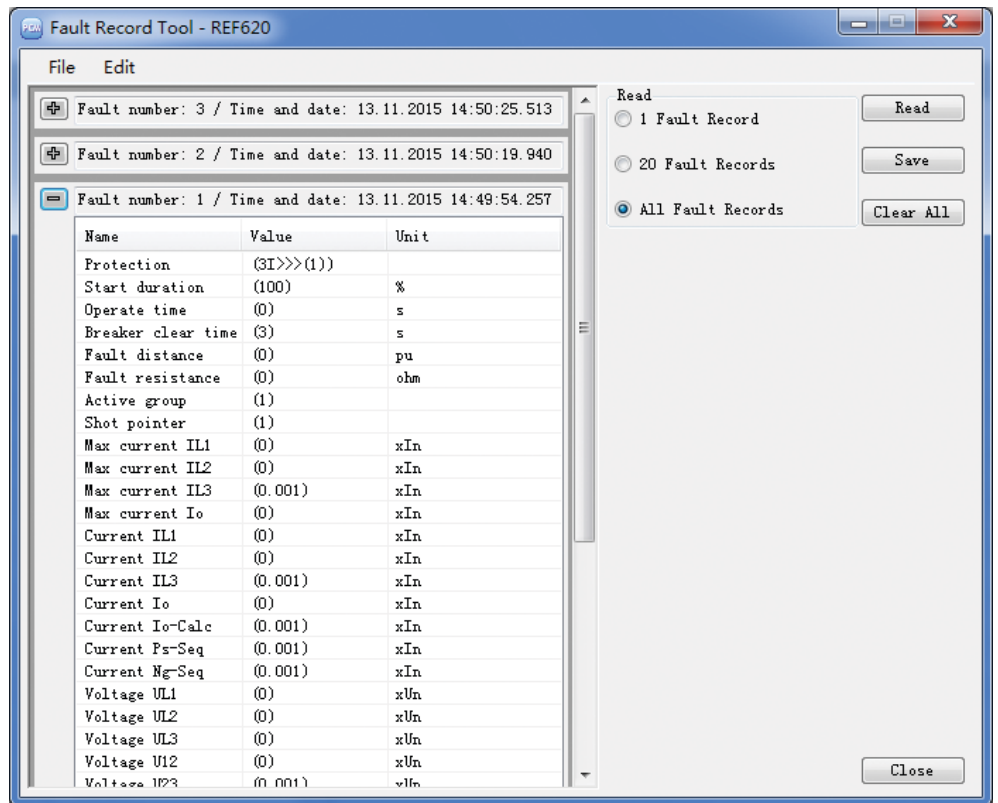 PCM Fault Record Tool - REF620
File Edit
Fault number: 3 / Time and date: 13.11.2015 14:50:25.513
Fault number: 2 / Time and date: 13.11.2015 14:50:19.940
Fault number: 1 / Time and date: 13.11.2015 14:49:54.257
Name Value Unit
Protection (3I>>>(1))
Start duration (100) %
Operate time (0) s
Breaker clear time (3) s
Fault distance (0) pu
Fault resistance (0) ohm
Active group (1)
Shot pointer (1)
Max current IL1 (0) xIn
Max current IL2 (0) xIn
Max current IL3 (0.001) xIn
Max current Io (0) xIn
Current IL1 (0) xIn
Current IL2 (0) xIn
Current IL3 (0.001) xIn
Current Io (0) xIn
Current Io-Calc (0.001) xIn
Current Ps-Seq (0.001) xIn
Current Ng-Seq (0.001) xIn
Voltage UL1 (0) xUn
Voltage UL2 (0) xUn
Voltage UL3 (0) xUn
Voltage U12 (0) xUn
Voltage U23 (0.001) xUn
Read
1 Fault Record
20 Fault Records
All Fault Records
Read
Save
Clear All
Close